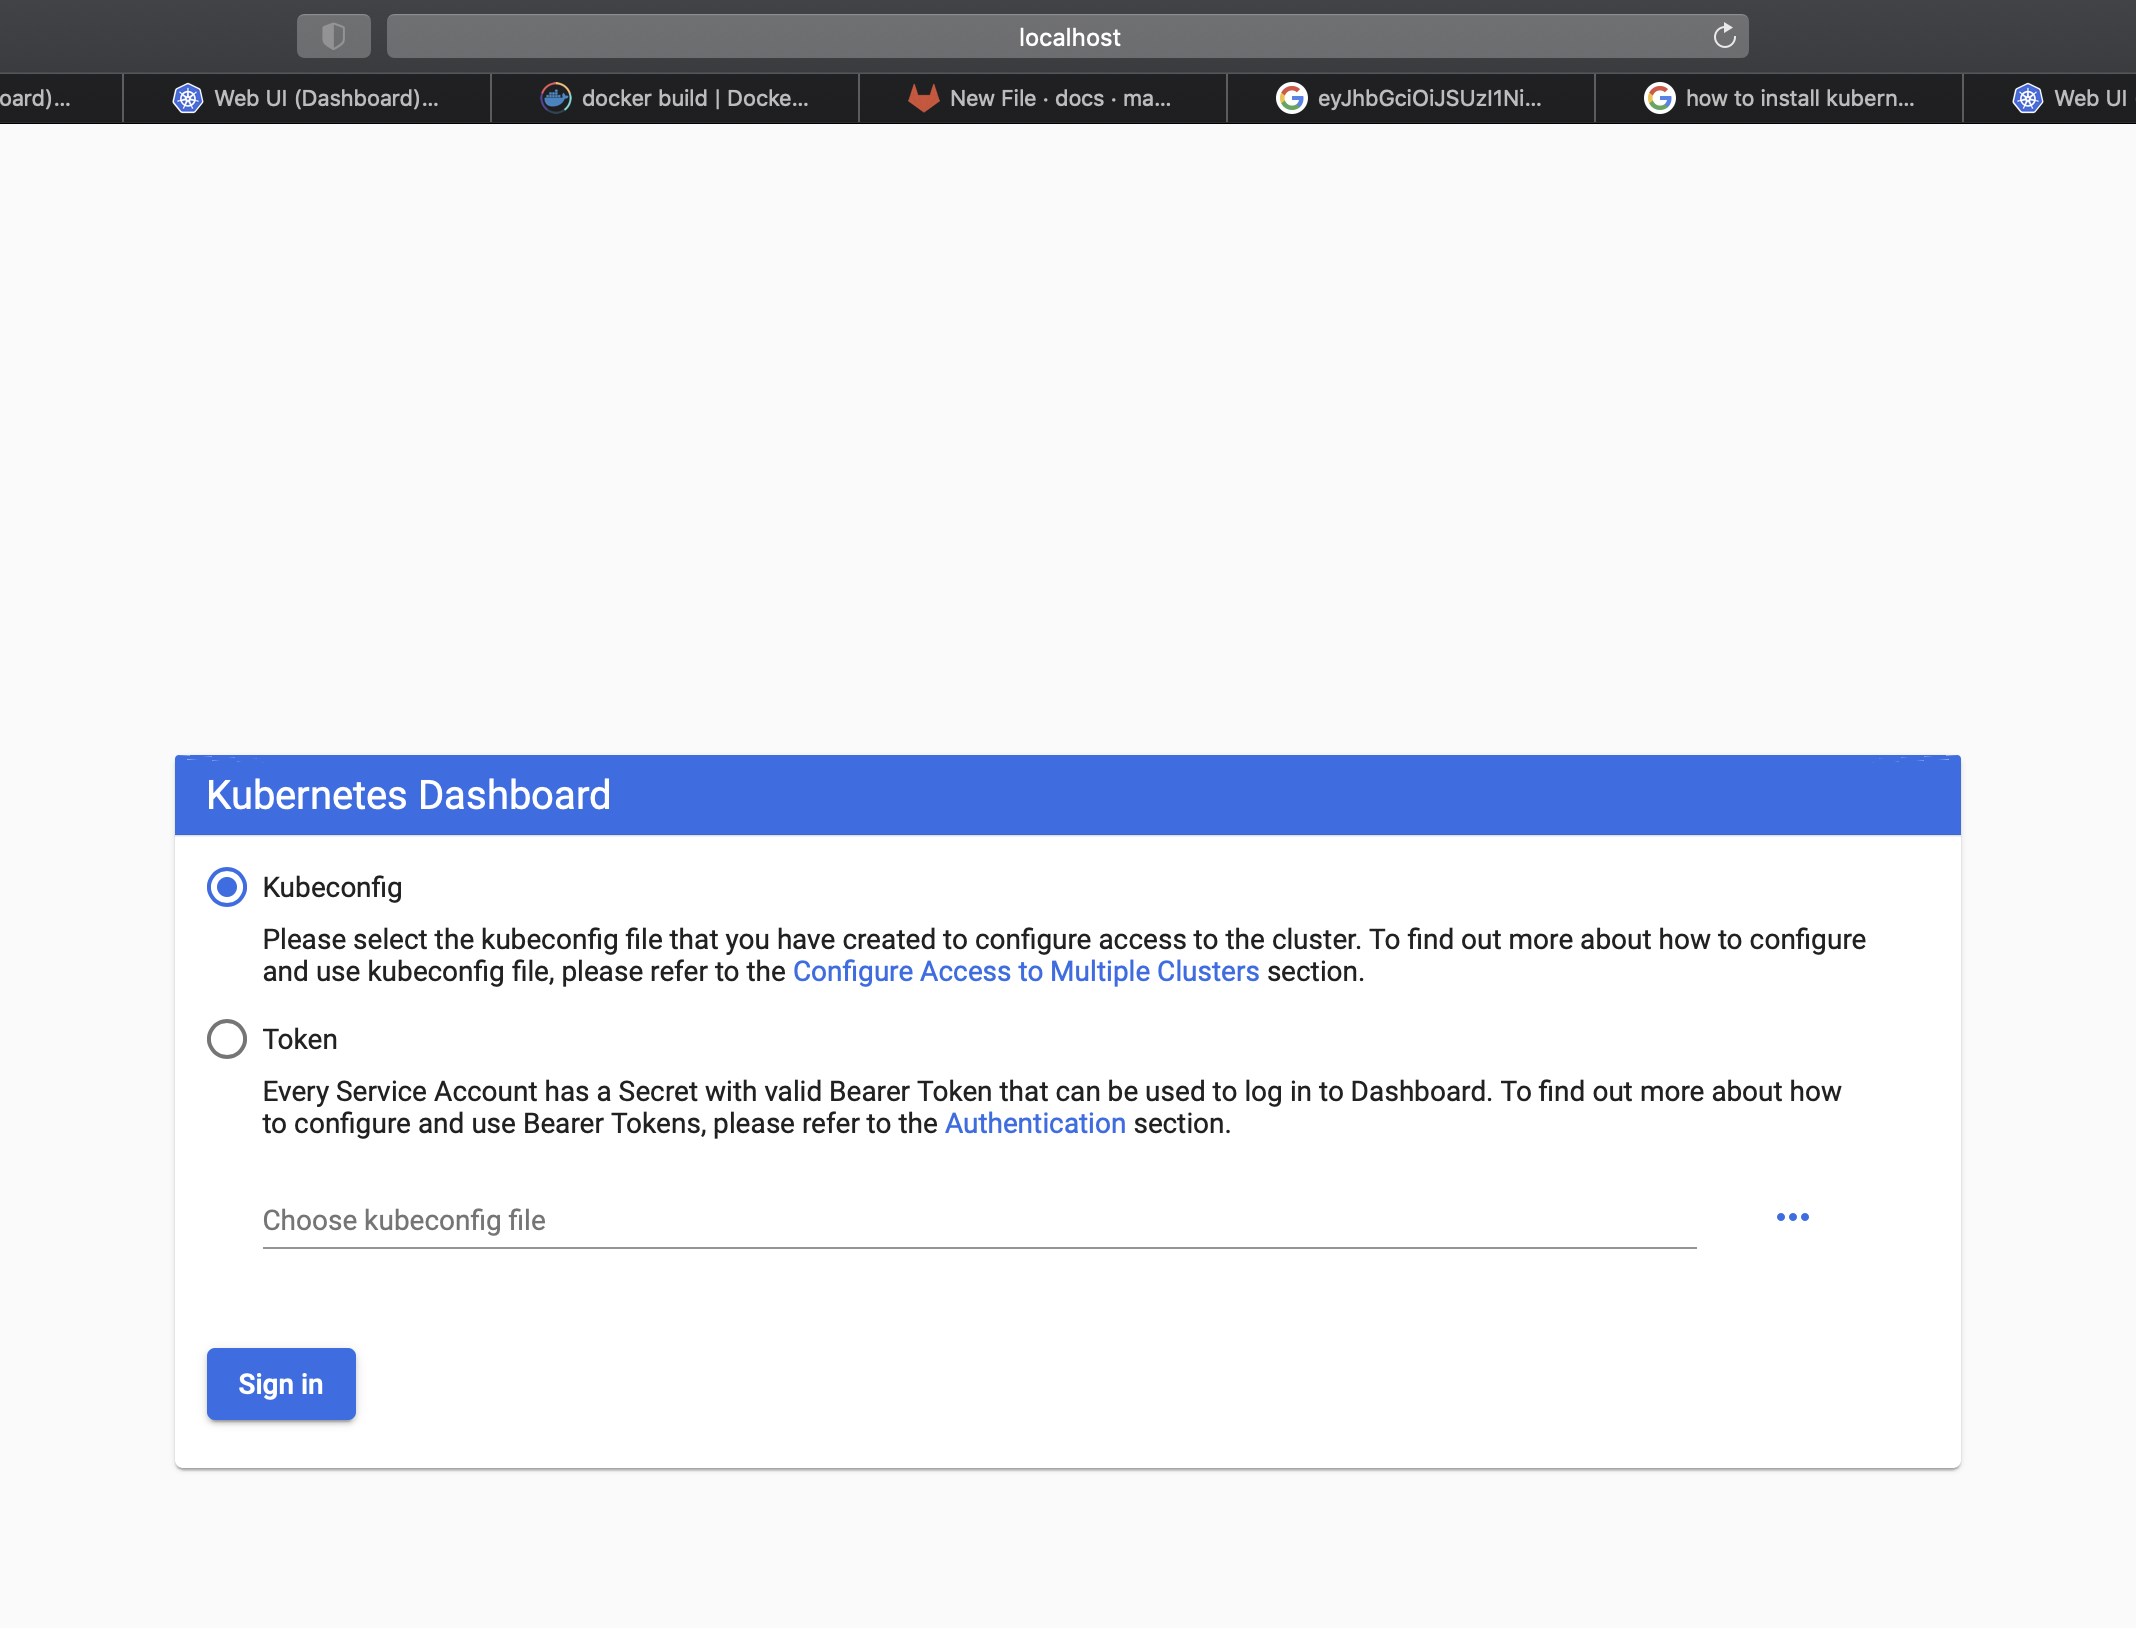 localhost
oard)...
Web UI (Dashboard)...
docker build | Docke...
New File · docs · ma...
eyJhbGciOiJSUzI1Ni...
how to install kubern...
Web UI
Kubernetes Dashboard
Kubeconfig
Please select the kubeconfig file that you have created to configure access to the cluster. To find out more about how to configure
and use kubeconfig file, please refer to the Configure Access to Multiple Clusters section.
Token
Every Service Account has a Secret with valid Bearer Token that can be used to log in to Dashboard. To find out more about how
to configure and use Bearer Tokens, please refer to the Authentication section.
Choose kubeconfig file
Sign in